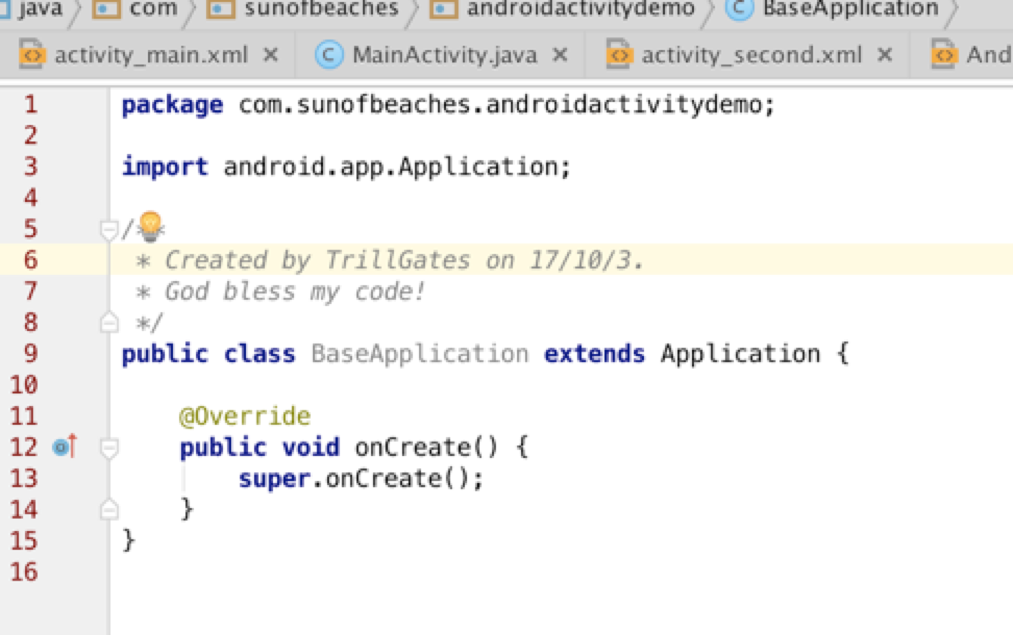 java com sunofbeaches androidactivitydemo BaseApplication
activity_main.xml MainActivity.java activity_second.xml And
1 package com.sunofbeaches.androidactivitydemo;
2
3 import android.app.Application;
4
5 /**
6 * Created by TrillGates on 17/10/3.
7 * God bless my code!
8 */
9 public class BaseApplication extends Application {
10
11 @Override
12 public void onCreate() {
13 super.onCreate();
14 }
15 }
16